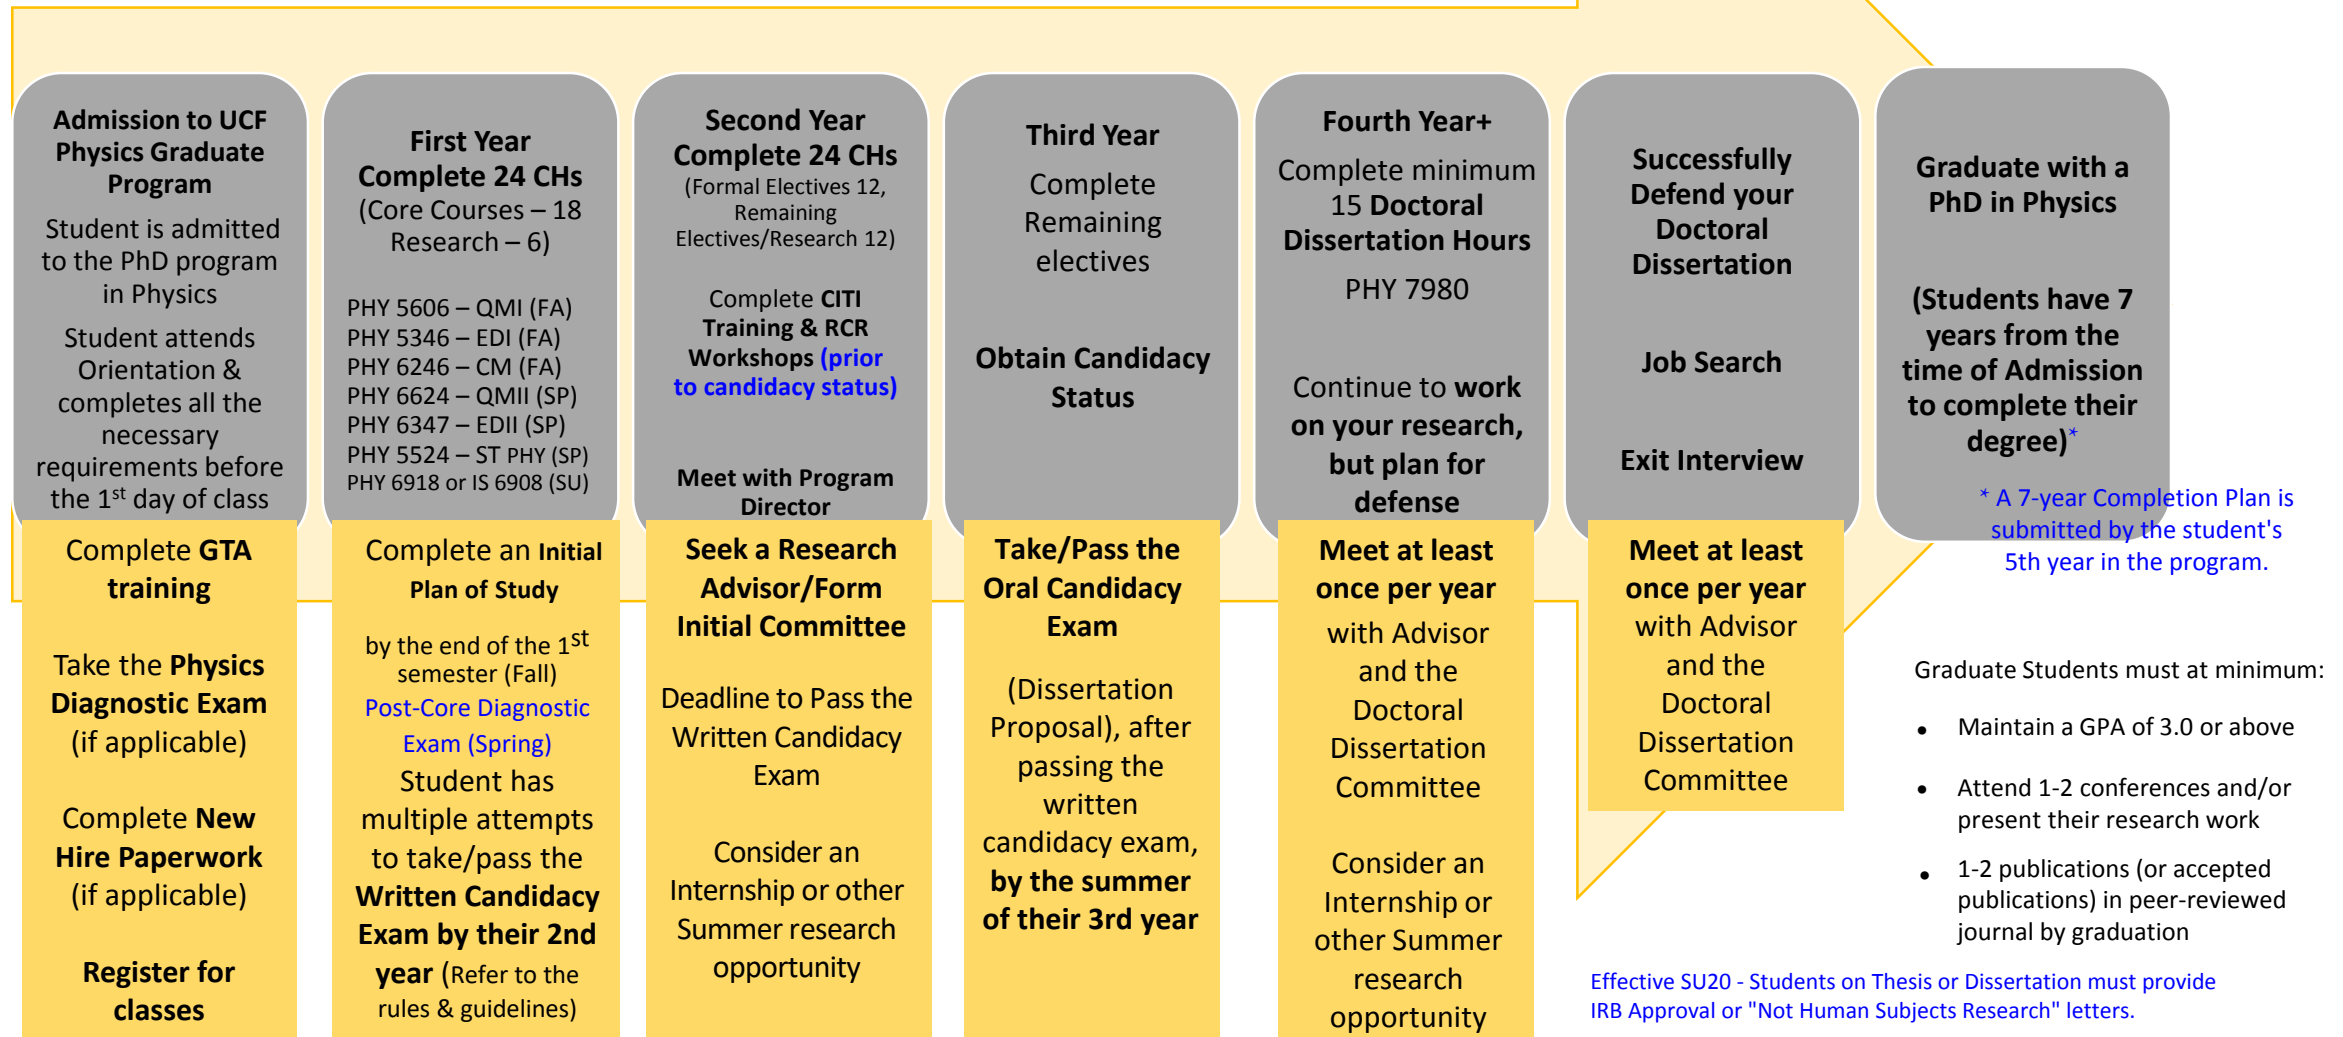 Admission to UCF
Physics Graduate
Program
Student is admitted
to the PhD program
in Physics
Student attends
Orientation &
completes all the
necessary
requirements before
the 1st day of class
Complete GTA
training
Take the Physics
Diagnostic Exam
(if applicable)
Complete New
Hire Paperwork
(if applicable)
Register for
classes
First Year
Complete 24 CHs
(Core Courses – 18
Research – 6)
PHY 5606 – QMI (FA)
PHY 5346 – EDI (FA)
PHY 6246 – CM (FA)
PHY 6624 – QMII (SP)
PHY 6347 – EDII (SP)
PHY 5524 – ST PHY (SP)
PHY 6918 or IS 6908 (SU)
Complete an Initial
Plan of Study
by the end of the 1st
semester (Fall)
Post-Core Diagnostic
Exam (Spring)
Student has
multiple attempts
to take/pass the
Written Candidacy
Exam by their 2nd
year (Refer to the
rules & guidelines)
Second Year
Complete 24 CHs
(Formal Electives 12,
Remaining
Electives/Research 12)
Complete CITI
Training & RCR
Workshops (prior
to candidacy status)
Meet with Program
Director
Seek a Research
Advisor/Form
Initial Committee
Deadline to Pass the
Written Candidacy
Exam
Consider an
Internship or other
Summer research
opportunity
Third Year
Complete
Remaining
electives
Obtain Candidacy
Status
Take/Pass the
Oral Candidacy
Exam
(Dissertation
Proposal), after
passing the
written
candidacy exam,
by the summer
of their 3rd year
Fourth Year+
Complete minimum
15 Doctoral
Dissertation Hours
PHY 7980
Continue to work
on your research,
but plan for
defense
Meet at least
once per year
with Advisor
and the
Doctoral
Dissertation
Committee
Consider an
Internship or
other Summer
research
opportunity
Successfully
Defend your
Doctoral
Dissertation
Job Search
Exit Interview
Meet at least
once per year
with Advisor
and the
Doctoral
Dissertation
Committee
Graduate with a
PhD in Physics
(Students have 7
years from the
time of Admission
to complete their
degree)*
* A 7-year Completion Plan is
submitted by the student's
5th year in the program.
Graduate Students must at minimum:
• Maintain a GPA of 3.0 or above
• Attend 1-2 conferences and/or
present their research work
• 1-2 publications (or accepted
publications) in peer-reviewed
journal by graduation
Effective SU20 - Students on Thesis or Dissertation must provide
IRB Approval or "Not Human Subjects Research" letters.